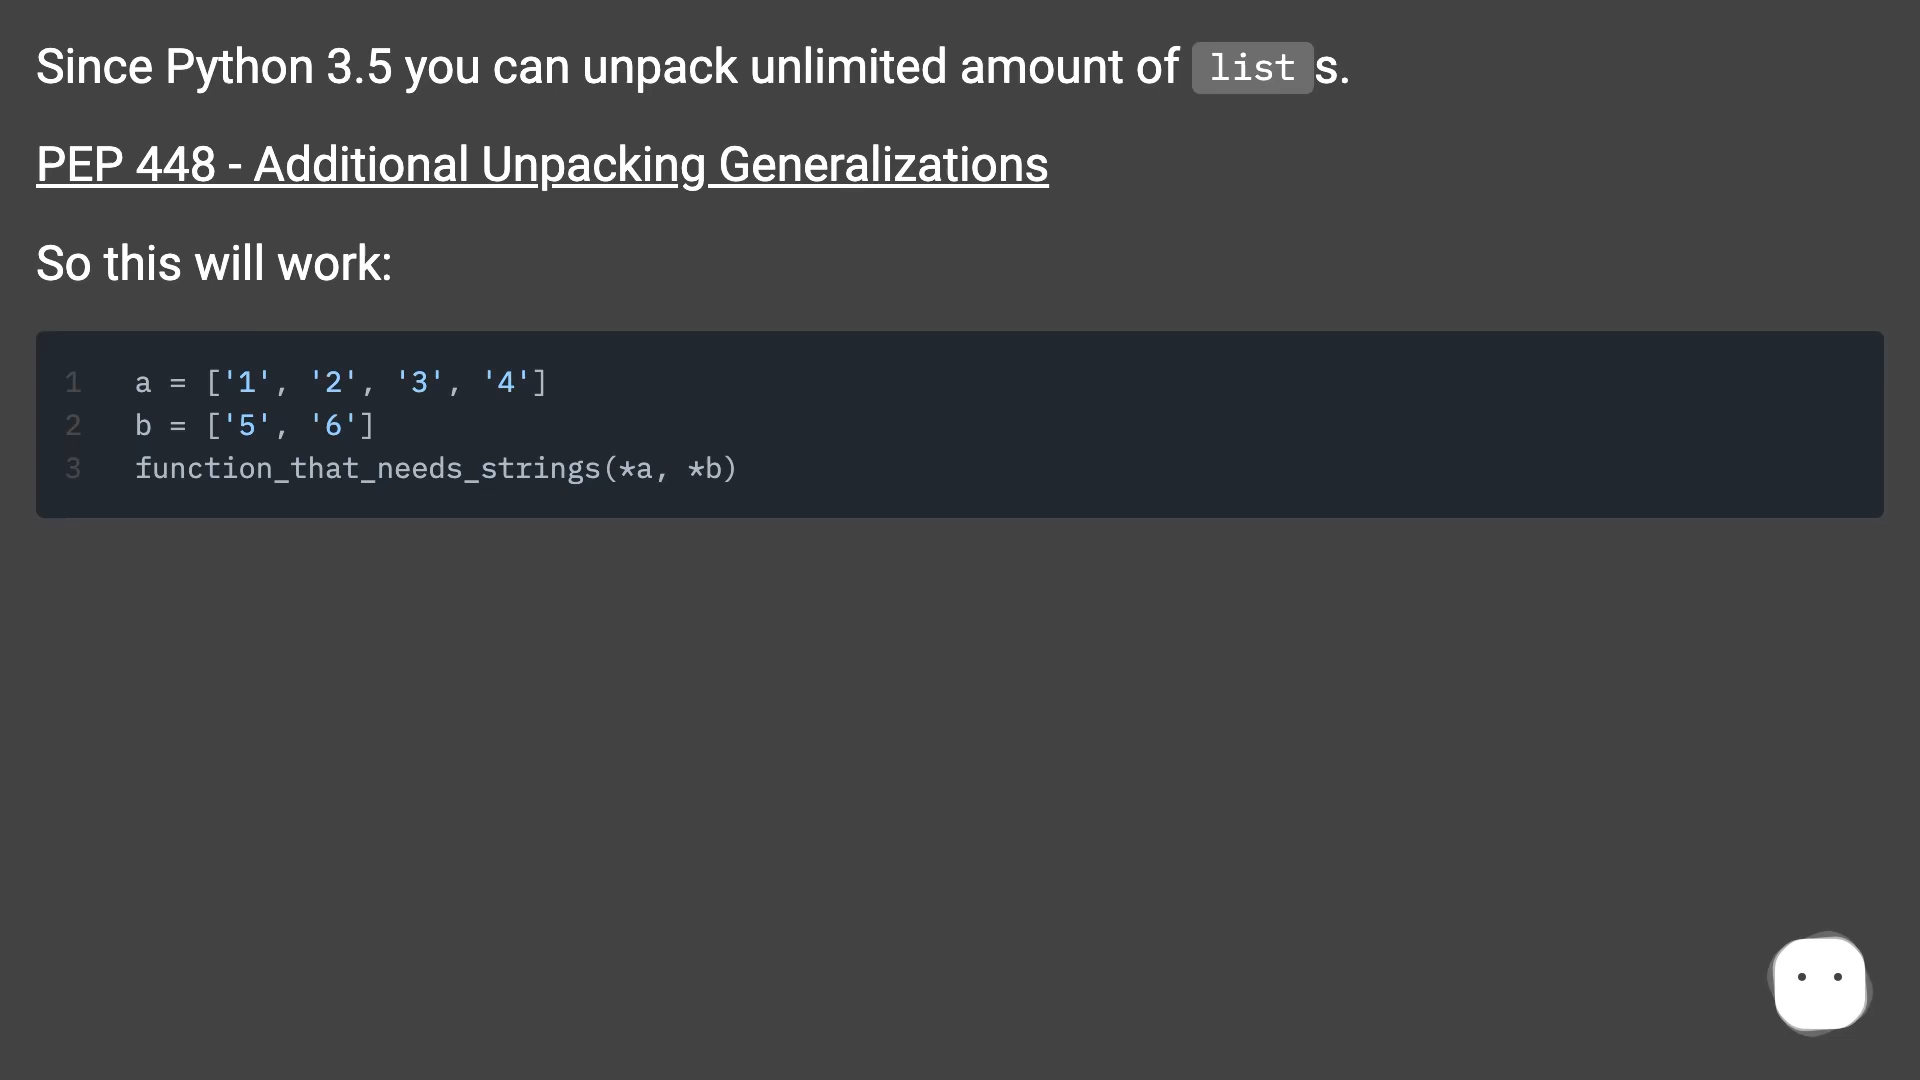 Since Python 3.5 you can unpack unlimited amount of lists.
PEP 448 - Additional Unpacking Generalizations
So this will work:
1 a = ['1', '2', '3', '4']
2 b = ['5', '6']
3 function_that_needs_strings(*a, *b)